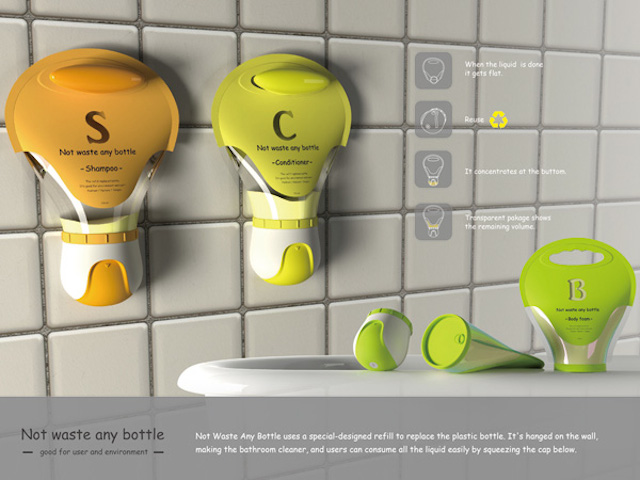 When the liquid is done
it gets flat.
S
Not waste any bottle
- Shampoo -
C
Not waste any bottle
-Conditioner-
Reuse
It concentrates at the buttom.
Transparent pakage shows
the remaining volume.
B
Not waste any bottle
-Body foam-
Not waste any bottle
good for user and environment
Not Waste Any Bottle uses a special-designed refill to replace the plastic bottle. It's hanged on the wall,
making the bathroom cleaner, and users can consume all the liquid easily by squeezing the cap below.